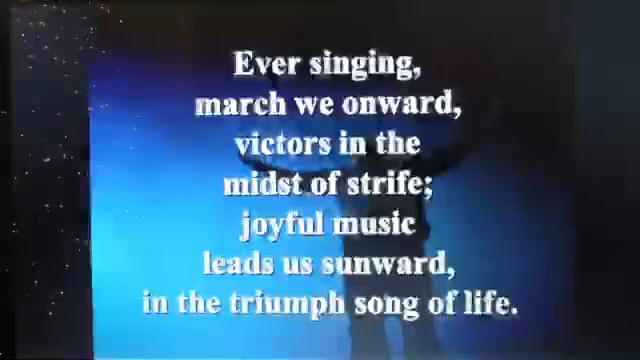 Ever singing,
march we onward,
victors in the
midst of strife;
joyful music
leads us sunward,
in the triumph song of life.